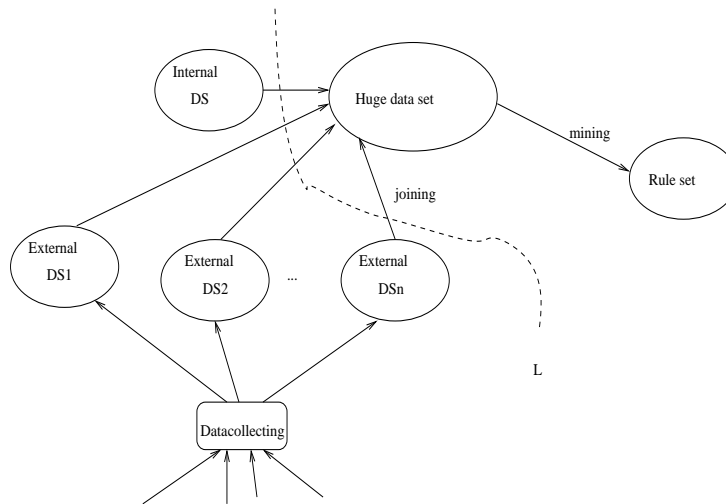 Internal
DS
Huge data set
mining
Rule set
joining
External
DS1
External
DS2
...
External
DSn
L
Datacollecting